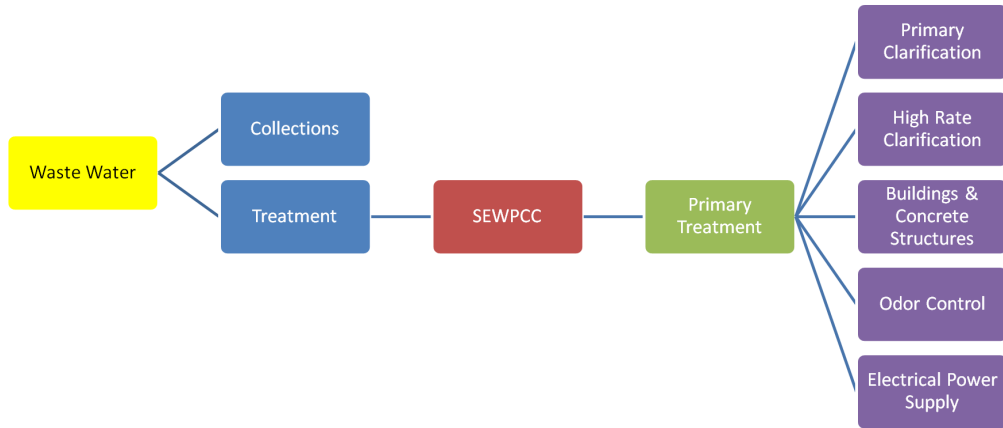 Waste Water
Collections
Treatment
SEWPCC
Primary
Treatment
Primary
Clarification
High Rate
Clarification
Buildings &
Concrete
Structures
Odor Control
Electrical Power
Supply